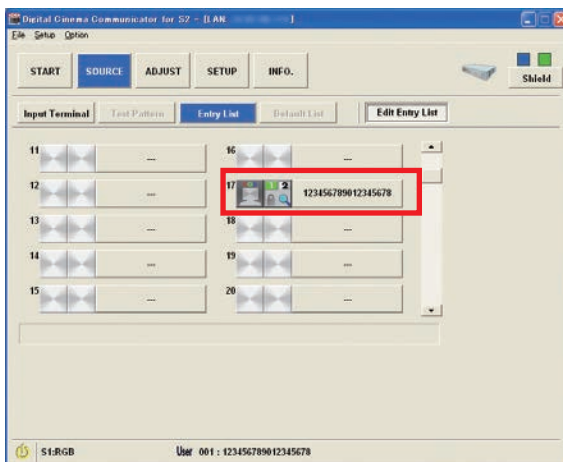 Digital Cinema Communicator for S2 - [LAN ]
File Setup Option
START SOURCE ADJUST SETUP INFO. Shield
Input Terminal Test Pattern Entry List Default List Edit Entry List
11 --- 16 ---
12 --- 17 1 2 123456789012345678
13 --- 18 ---
14 --- 19 ---
15 --- 20 ---
S1:RGB User 001 : 123456789012345678